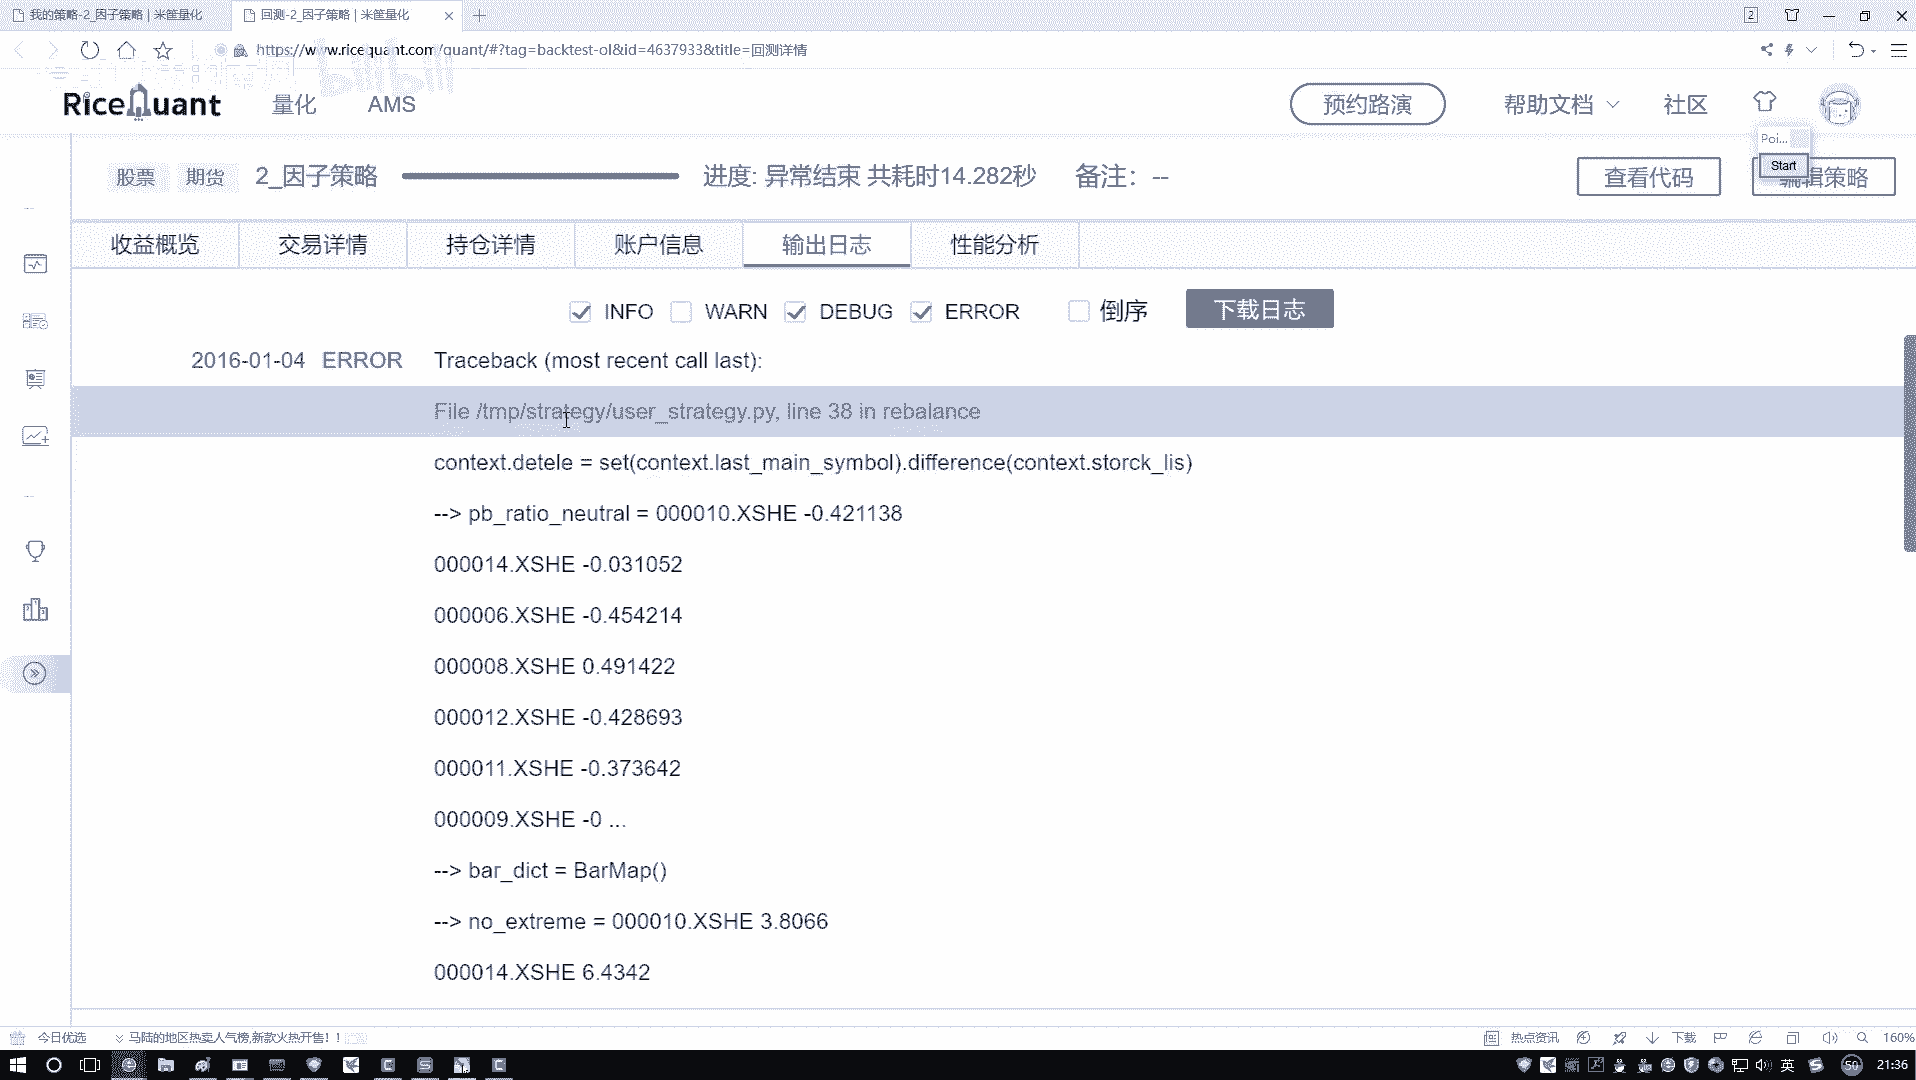 我的策略-2_因子策略 | 米筐量化
回测-2_因子策略 | 米筐量化
2
https://www.ricequant.com/quant/#?tag=backtest-ol&id=4637933&title=回测详情
bilibili
RiceQuant 量化 AMS 预约路演 帮助文档 社区
Poi...
Start
股票 期货 2_因子策略 进度: 异常结束 共耗时14.282秒 备注: -- 查看代码 编辑策略
收益概览 交易详情 持仓详情 账户信息 输出日志 性能分析
INFO WARN DEBUG ERROR 倒序 下载日志
2016-01-04 ERROR Traceback (most recent call last):
File /tmp/strategy/user_strategy.py, line 38 in rebalance
context.detele = set(context.last_main_symbol).difference(context.storck_lis)
--> pb_ratio_neutral = 000010.XSHE -0.421138
000014.XSHE -0.031052
000006.XSHE -0.454214
000008.XSHE 0.491422
000012.XSHE -0.428693
000011.XSHE -0.373642
000009.XSHE -0 ...
--> bar_dict = BarMap()
--> no_extreme = 000010.XSHE 3.8066
000014.XSHE 6.4342
今日优选 马陆的地区热卖人气榜,新款火热开售！！ 热点资讯 下载 160%
英 50 21:36